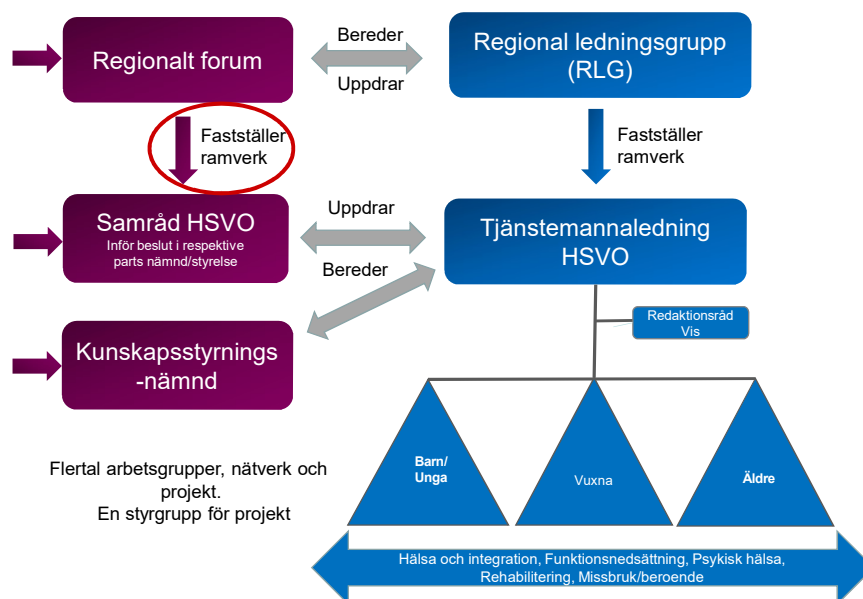 Regionalt forum
Bereder
Uppdrar
Regional ledningsgrupp
(RLG)
Fastställer
ramverk
Fastställer
ramverk
Samråd HSVO
Inför beslut i respektive
parts nämnd/styrelse
Uppdrar
Bereder
Tjänstemannaledning
HSVO
Redaktionsråd
Vis
Kunskapsstyrnings
-nämnd
Flertal arbetsgrupper, nätverk och
projekt.
En styrgrupp för projekt
Barn/
Unga
Vuxna
Äldre
Hälsa och integration, Funktionsnedsättning, Psykisk hälsa,
Rehabilitering, Missbruk/beroende